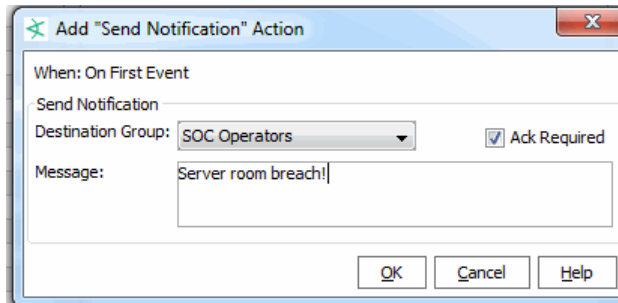 Add "Send Notification" Action
When: On First Event
Send Notification
Destination Group: SOC Operators Ack Required
Message: Server room breach!
OK Cancel Help